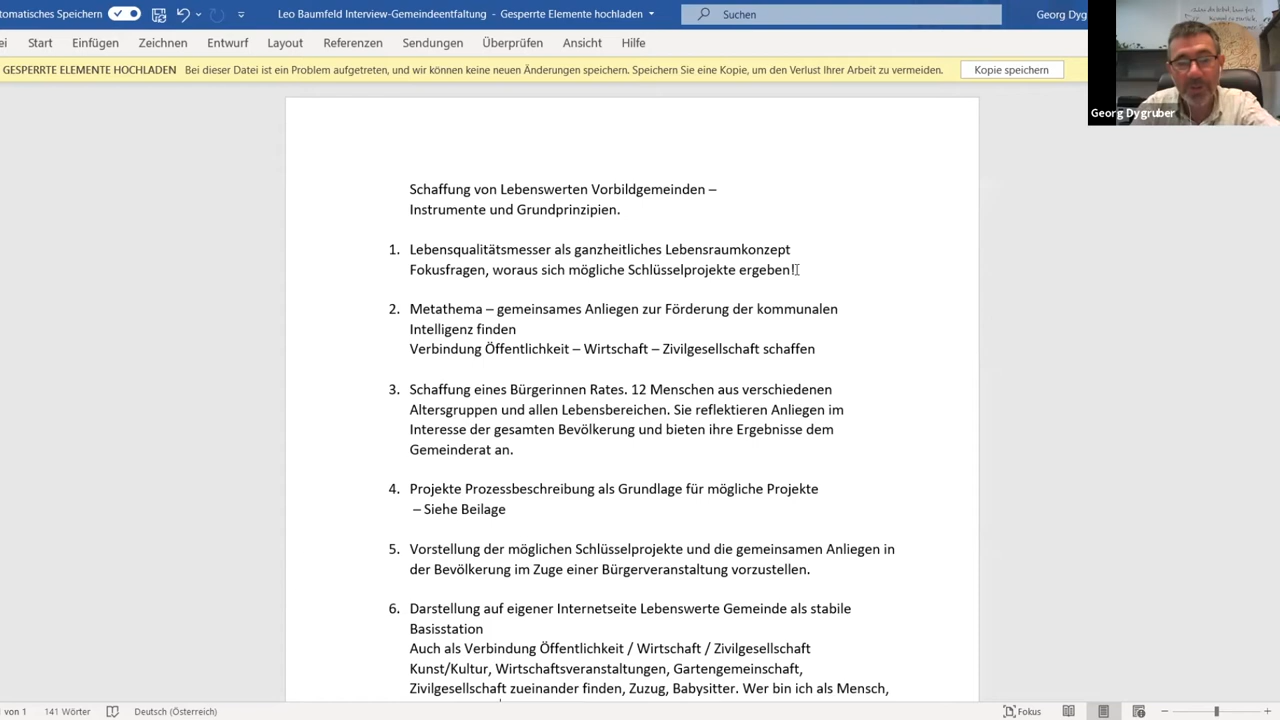 tomatisches Speichern
Leo Baumfeld Interview-Gemeindeentfaltung - Gesperrte Elemente hochladen
Suchen
Georg Dyg
ei Start Einfügen Zeichnen Entwurf Layout Referenzen Sendungen Überprüfen Ansicht Hilfe
GESPERRTE ELEMENTE HOCHLADEN Bei dieser Datei ist ein Problem aufgetreten, und wir können keine neuen Änderungen speichern. Speichern Sie eine Kopie, um den Verlust Ihrer Arbeit zu vermeiden. Kopie speichern
Georg Dygruber
Schaffung von Lebenswerten Vorbildgemeinden –
Instrumente und Grundprinzipien.
1. Lebensqualitätsmesser als ganzheitliches Lebensraumkonzept
Fokusfragen, woraus sich mögliche Schlüsselprojekte ergeben!
2. Metathema – gemeinsames Anliegen zur Förderung der kommunalen
Intelligenz finden
Verbindung Öffentlichkeit – Wirtschaft – Zivilgesellschaft schaffen
3. Schaffung eines Bürgerinnen Rates. 12 Menschen aus verschiedenen
Altersgruppen und allen Lebensbereichen. Sie reflektieren Anliegen im
Interesse der gesamten Bevölkerung und bieten ihre Ergebnisse dem
Gemeinderat an.
4. Projekte Prozessbeschreibung als Grundlage für mögliche Projekte
– Siehe Beilage
5. Vorstellung der möglichen Schlüsselprojekte und die gemeinsamen Anliegen in
der Bevölkerung im Zuge einer Bürgerveranstaltung vorzustellen.
6. Darstellung auf eigener Internetseite Lebenswerte Gemeinde als stabile
Basisstation
Auch als Verbindung Öffentlichkeit / Wirtschaft / Zivilgesellschaft
Kunst/Kultur, Wirtschaftsveranstaltungen, Gartengemeinschaft,
Zivilgesellschaft zueinander finden, Zuzug, Babysitter. Wer bin ich als Mensch,
1 von 1 141 Wörter Deutsch (Österreich) Fokus